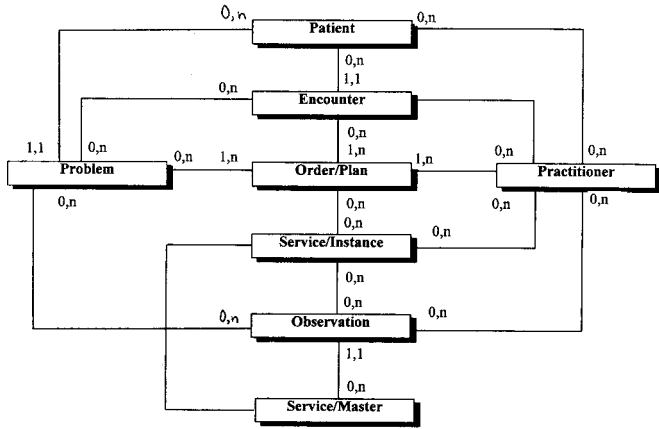 0,n
0,n
Patient
0,n
1,1
0,n
Encounter
0,n
1,1
0,n
1,n
0,n
0,n
0,n
1,n
1,n
Problem
Order/Plan
Practitioner
0,n
0,n
0,n
0,n
0,n
0,n
Service/Instance
0,n
0,n
0,n
0,n
Observation
1,1
0,n
Service/Master